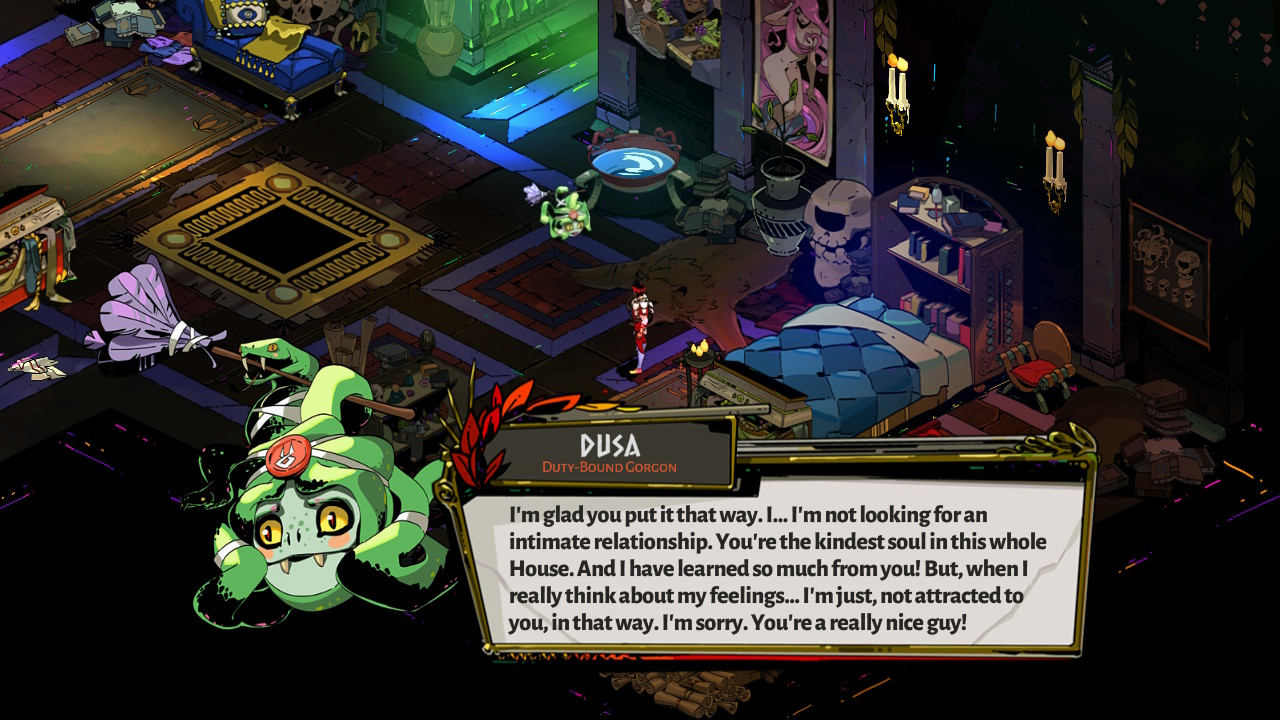 DUSA
Duty-Bound Gorgon
I'm glad you put it that way. I... I'm not looking for an
intimate relationship. You're the kindest soul in this whole
House. And I have learned so much from you! But, when I
really think about my feelings... I'm just, not attracted to
you, in that way. I'm sorry. You're a really nice guy!